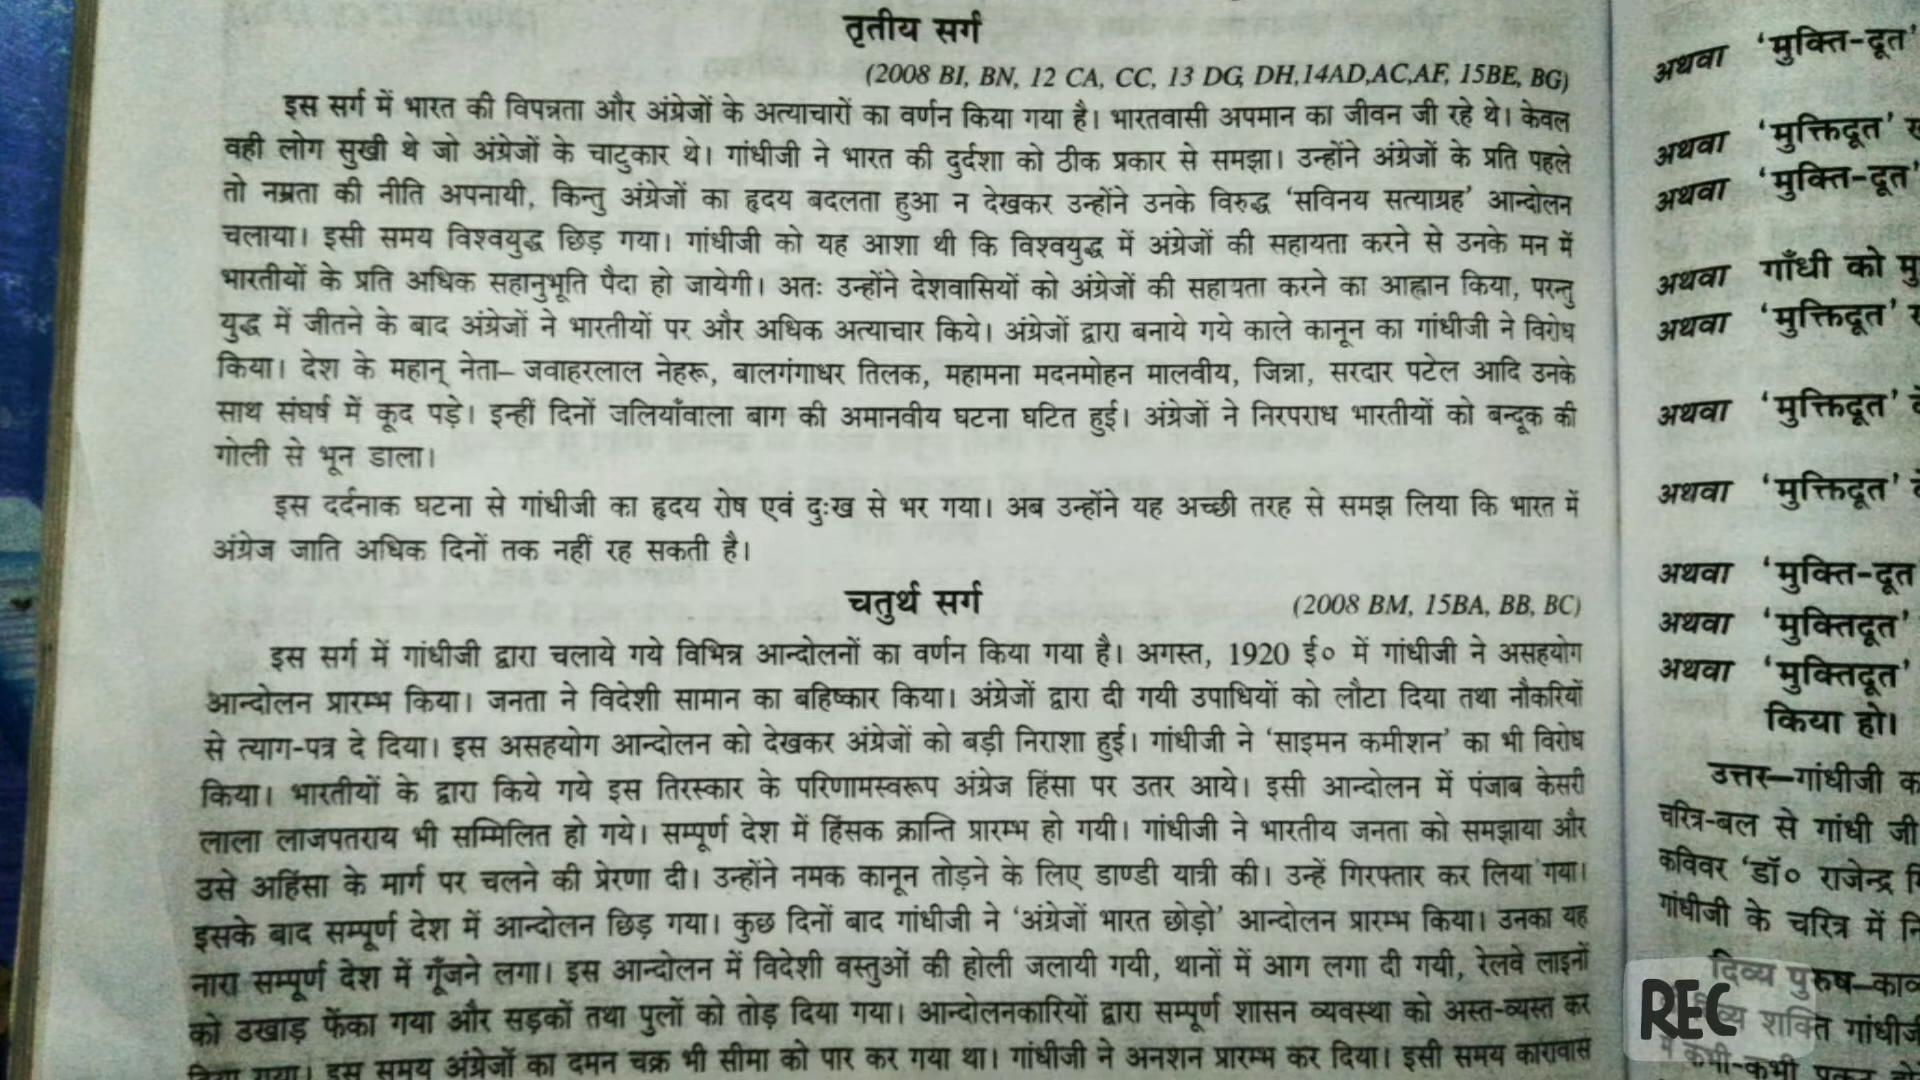 तृतीय सर्ग
(2008 BI, BN, 12 CA, CC, 13 DG, DH,14AD,AC,AF, 15BE, BG)
इस सर्ग में भारत की विपन्नता और अंग्रेजों के अत्याचारों का वर्णन किया गया है। भारतवासी अपमान का जीवन जी रहे थे। केवल
वही लोग सुखी थे जो अंग्रेजों के चाटुकार थे। गांधीजी ने भारत की दुर्दशा को ठीक प्रकार से समझा। उन्होंने अंग्रेजों के प्रति पहले
तो नम्रता की नीति अपनायी, किन्तु अंग्रेजों का हृदय बदलता हुआ न देखकर उन्होंने उनके विरुद्ध ‘सविनय सत्याग्रह’ आन्दोलन
चलाया। इसी समय विश्वयुद्ध छिड़ गया। गांधीजी को यह आशा थी कि विश्वयुद्ध में अंग्रेजों की सहायता करने से उनके मन में
भारतीयों के प्रति अधिक सहानुभूति पैदा हो जायेगी। अतः उन्होंने देशवासियों को अंग्रेजों की सहायता करने का आह्वान किया, परन्तु
युद्ध में जीतने के बाद अंग्रेजों ने भारतीयों पर और अधिक अत्याचार किये। अंग्रेजों द्वारा बनाये गये काले कानून का गांधीजी ने विरोध
किया। देश के महान् नेता– जवाहरलाल नेहरू, बालगंगाधर तिलक, महामना मदनमोहन मालवीय, जिन्ना, सरदार पटेल आदि उनके
साथ संघर्ष में कूद पड़े। इन्हीं दिनों जलियाँवाला बाग की अमानवीय घटना घटित हुई। अंग्रेजों ने निरपराध भारतीयों को बन्दूक की
गोली से भून डाला।
इस दर्दनाक घटना से गांधीजी का हृदय रोष एवं दुःख से भर गया। अब उन्होंने यह अच्छी तरह से समझ लिया कि भारत में
अंग्रेज जाति अधिक दिनों तक नहीं रह सकती है।
चतुर्थ सर्ग (2008 BM, 15BA, BB, BC)
इस सर्ग में गांधीजी द्वारा चलाये गये विभिन्न आन्दोलनों का वर्णन किया गया है। अगस्त, 1920 ई० में गांधीजी ने असहयोग
आन्दोलन प्रारम्भ किया। जनता ने विदेशी सामान का बहिष्कार किया। अंग्रेजों द्वारा दी गयी उपाधियों को लौटा दिया तथा नौकरियों
से त्याग-पत्र दे दिया। इस असहयोग आन्दोलन को देखकर अंग्रेजों को बड़ी निराशा हुई। गांधीजी ने ‘साइमन कमीशन’ का भी विरोध
किया। भारतीयों के द्वारा किये गये इस तिरस्कार के परिणामस्वरूप अंग्रेज हिंसा पर उतर आये। इसी आन्दोलन में पंजाब केसरी
लाला लाजपतराय भी सम्मिलित हो गये। सम्पूर्ण देश में हिंसक क्रान्ति प्रारम्भ हो गयी। गांधीजी ने भारतीय जनता को समझाया और
उसे अहिंसा के मार्ग पर चलने की प्रेरणा दी। उन्होंने नमक कानून तोड़ने के लिए डाण्डी यात्री की। उन्हें गिरफ्तार कर लिया गया।
इसके बाद सम्पूर्ण देश में आन्दोलन छिड़ गया। कुछ दिनों बाद गांधीजी ने ‘अंग्रेजों भारत छोड़ो’ आन्दोलन प्रारम्भ किया। उनका यह
नारा सम्पूर्ण देश में गूँजने लगा। इस आन्दोलन में विदेशी वस्तुओं की होली जलायी गयी, थानों में आग लगा दी गयी, रेलवे लाइनों
को उखाड़ फेंका गया और सड़कों तथा पुलों को तोड़ दिया गया। आन्दोलनकारियों द्वारा सम्पूर्ण शासन व्यवस्था को अस्त-व्यस्त कर
दिया गया। इस समय अंग्रेजों का दमन चक्र भी सीमा को पार कर गया था। गांधीजी ने अनशन प्रारम्भ कर दिया। इसी समय कारावास
अथवा ‘मुक्ति-दूत’
अथवा ‘मुक्तिदूत’
अथवा ‘मुक्ति-दूत’
अथवा गाँधी को
अथवा ‘मुक्तिदूत’
अथवा ‘मुक्तिदूत’
अथवा ‘मुक्तिदूत’
अथवा ‘मुक्ति-दूत
अथवा ‘मुक्तिदूत’
अथवा ‘मुक्तिदूत’
किया हो।
उत्तर—गांधीजी
चरित्र-बल से गांधी जी
कविवर ‘डॉ० राजेन्द्र
गांधीजी के चरित्र में
दिव्य पुरुष—
शक्ति
कभी-कभी
REC